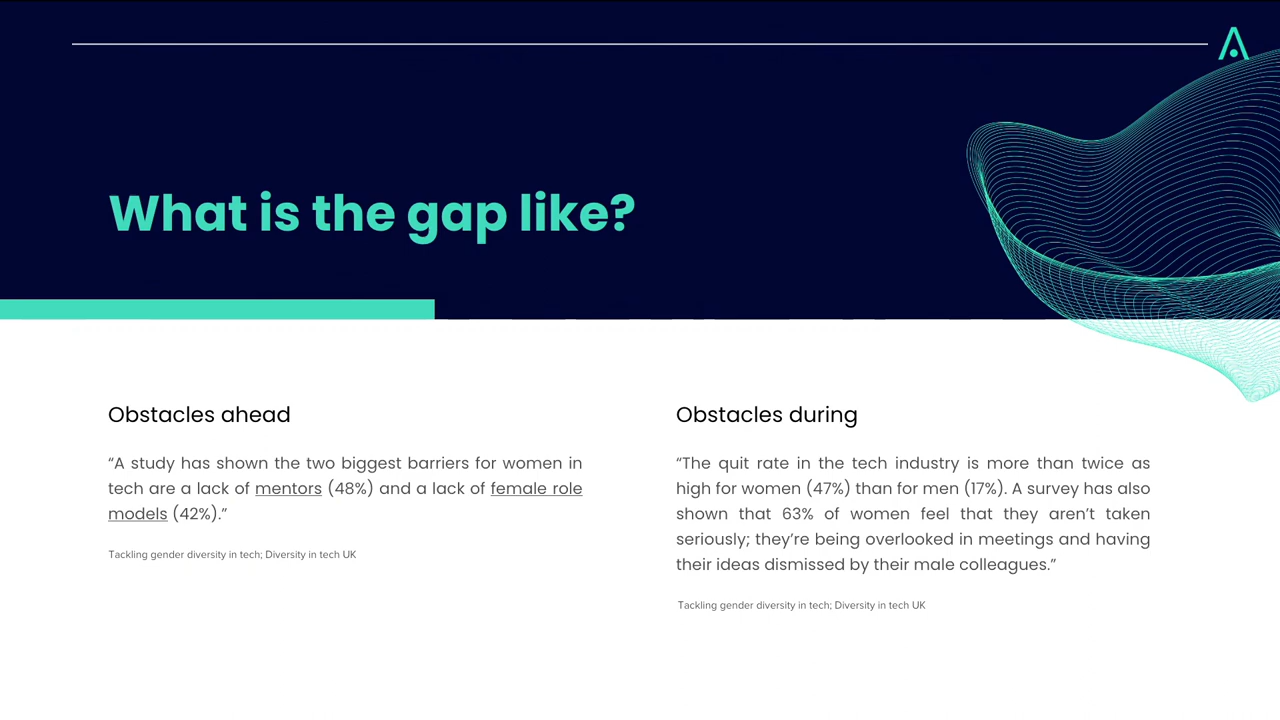 What is the gap like?
Obstacles ahead
“A study has shown the two biggest barriers for women in
tech are a lack of mentors (48%) and a lack of female role
models (42%).”
Tackling gender diversity in tech; Diversity in tech UK
Obstacles during
“The quit rate in the tech industry is more than twice as
high for women (47%) than for men (17%). A survey has also
shown that 63% of women feel that they aren’t taken
seriously; they’re being overlooked in meetings and having
their ideas dismissed by their male colleagues.”
Tackling gender diversity in tech; Diversity in tech UK